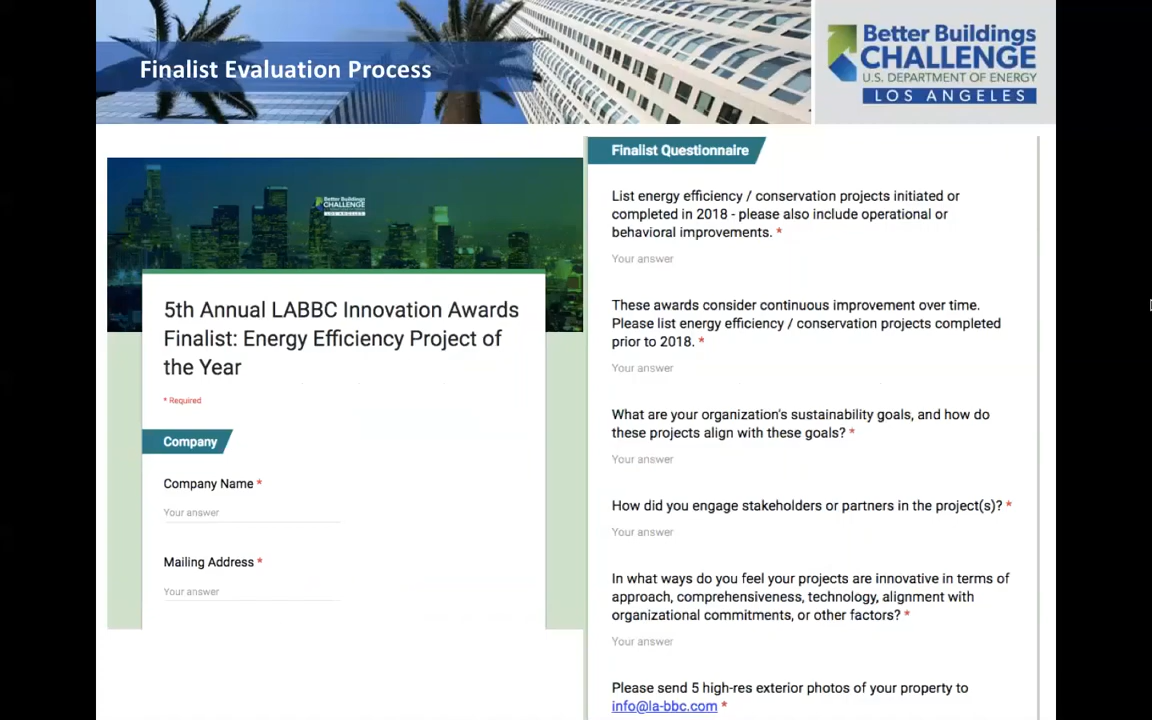 Finalist Evaluation Process
Better Buildings
CHALLENGE
U.S. DEPARTMENT OF ENERGY
LOS ANGELES
Better Buildings
CHALLENGE
LOS ANGELES
5th Annual LABBC Innovation Awards
Finalist: Energy Efficiency Project of
the Year
* Required
Company
Company Name *
Your answer
Mailing Address *
Your answer
Finalist Questionnaire
List energy efficiency / conservation projects initiated or
completed in 2018 - please also include operational or
behavioral improvements. *
Your answer
These awards consider continuous improvement over time.
Please list energy efficiency / conservation projects completed
prior to 2018. *
Your answer
What are your organization's sustainability goals, and how do
these projects align with these goals? *
Your answer
How did you engage stakeholders or partners in the project(s)? *
Your answer
In what ways do you feel your projects are innovative in terms of
approach, comprehensiveness, technology, alignment with
organizational commitments, or other factors? *
Your answer
Please send 5 high-res exterior photos of your property to
info@la-bbc.com *